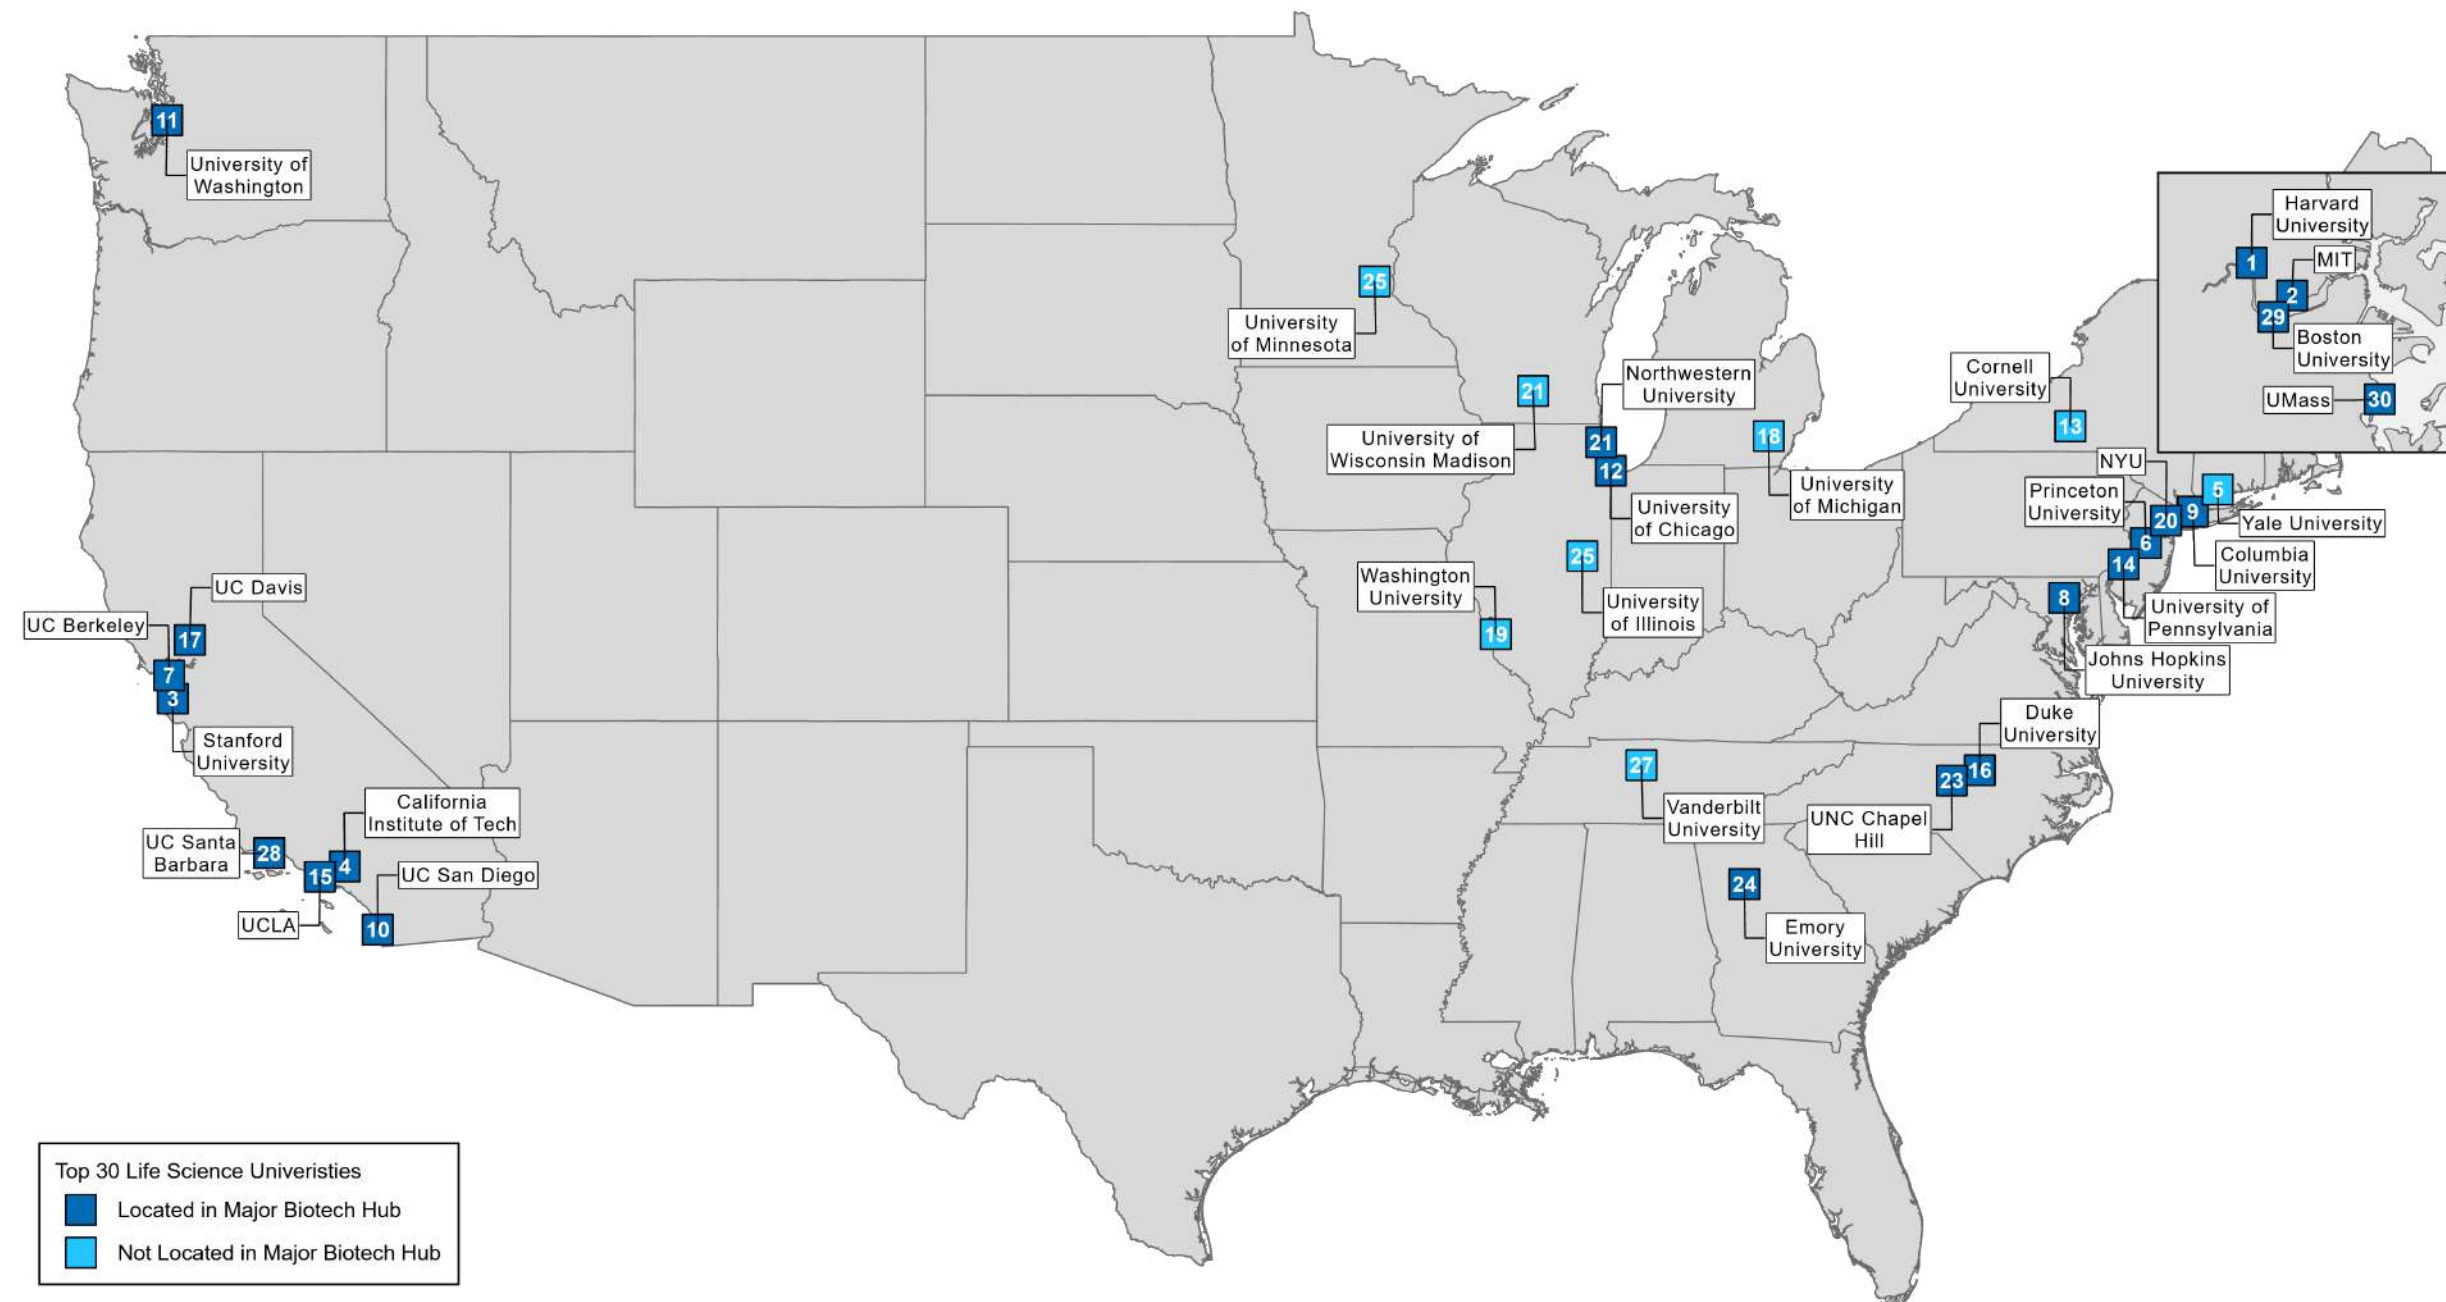 11
University of
Washington
25
University
of Minnesota
21
University of
Wisconsin Madison
Northwestern
University
21
12
University
of Chicago
18
University
of Michigan
Cornell
University
13
Harvard
University
1
MIT
2
29
Boston
University
UMass
30
NYU
Princeton
University
5
Yale University
9
20
6
14
Columbia
University
University of
Pennsylvania
8
Johns Hopkins
University
25
University
of Illinois
Washington
University
19
UC Davis
UC Berkeley
17
7
3
Stanford
University
California
Institute of Tech
UC Santa
Barbara
28
15
4
UC San Diego
UCLA
10
Duke
University
23
16
27
Vanderbilt
University
UNC Chapel
Hill
24
Emory
University
Top 30 Life Science Univeristies
Located in Major Biotech Hub
Not Located in Major Biotech Hub